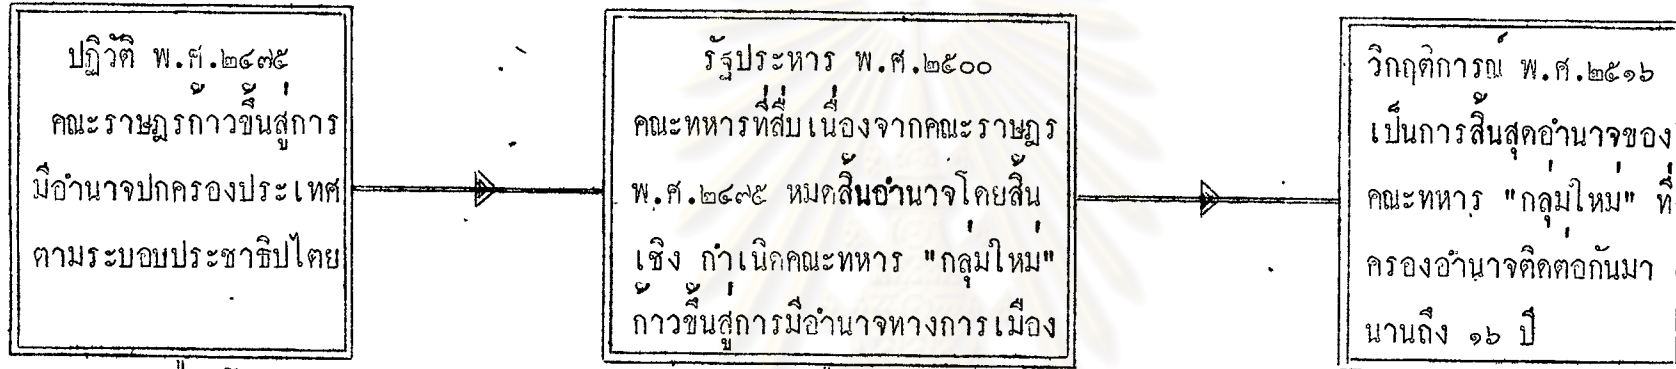 ปฏิวัติ พ.ศ.๒๔๗๕
คณะราษฎรก้าวขึ้นสู่การ
มีอำนาจปกครองประเทศ
ตามระบอบประชาธิปไตย
รัฐประหาร พ.ศ.๒๕๐๐
คณะทหารที่สืบเนื่องจากคณะราษฎร
พ.ศ.๒๔๗๕ หมดสิ้นอำนาจโดยสิ้น
เชิง กำเนิดคณะทหาร "กลุ่มใหม่"
ก้าวขึ้นสู่การมีอำนาจทางการเมือง
วิกฤติการณ์ พ.ศ.๒๕๑๖
เป็นการสิ้นสุดอำนาจของ
คณะทหาร "กลุ่มใหม่" ที่
ครองอำนาจติดต่อกันมา
นานถึง ๑๖ ปี